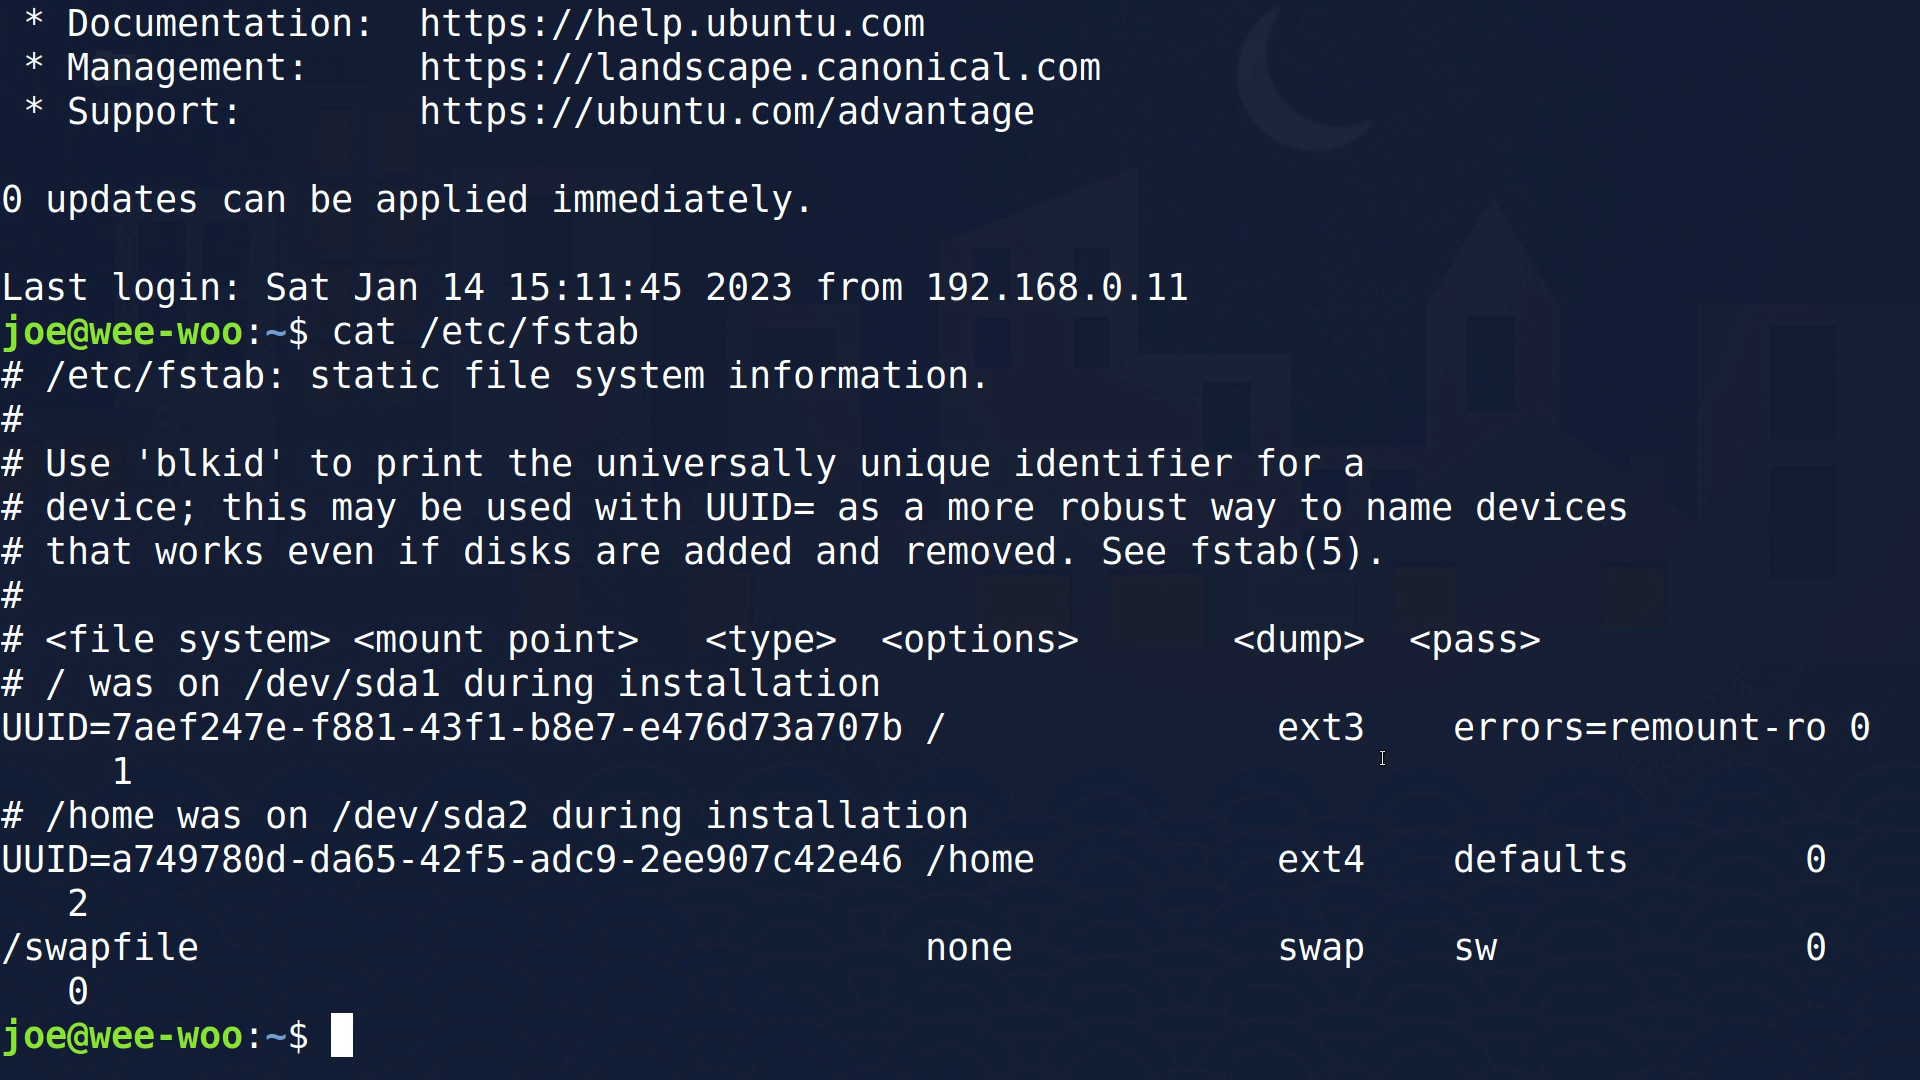 * Documentation:  https://help.ubuntu.com
 * Management:     https://landscape.canonical.com
 * Support:        https://ubuntu.com/advantage

0 updates can be applied immediately.

Last login: Sat Jan 14 15:11:45 2023 from 192.168.0.11
joe@wee-woo:~$ cat /etc/fstab
# /etc/fstab: static file system information.
#
# Use 'blkid' to print the universally unique identifier for a
# device; this may be used with UUID= as a more robust way to name devices
# that works even if disks are added and removed. See fstab(5).
#
# <file system> <mount point>   <type>  <options>       <dump>  <pass>
# / was on /dev/sda1 during installation
UUID=7aef247e-f881-43f1-b8e7-e476d73a707b /               ext3    errors=remount-ro 0
     1
# /home was on /dev/sda2 during installation
UUID=a749780d-da65-42f5-adc9-2ee907c42e46 /home           ext4    defaults        0
   2
/swapfile                                 none            swap    sw              0
   0
joe@wee-woo:~$